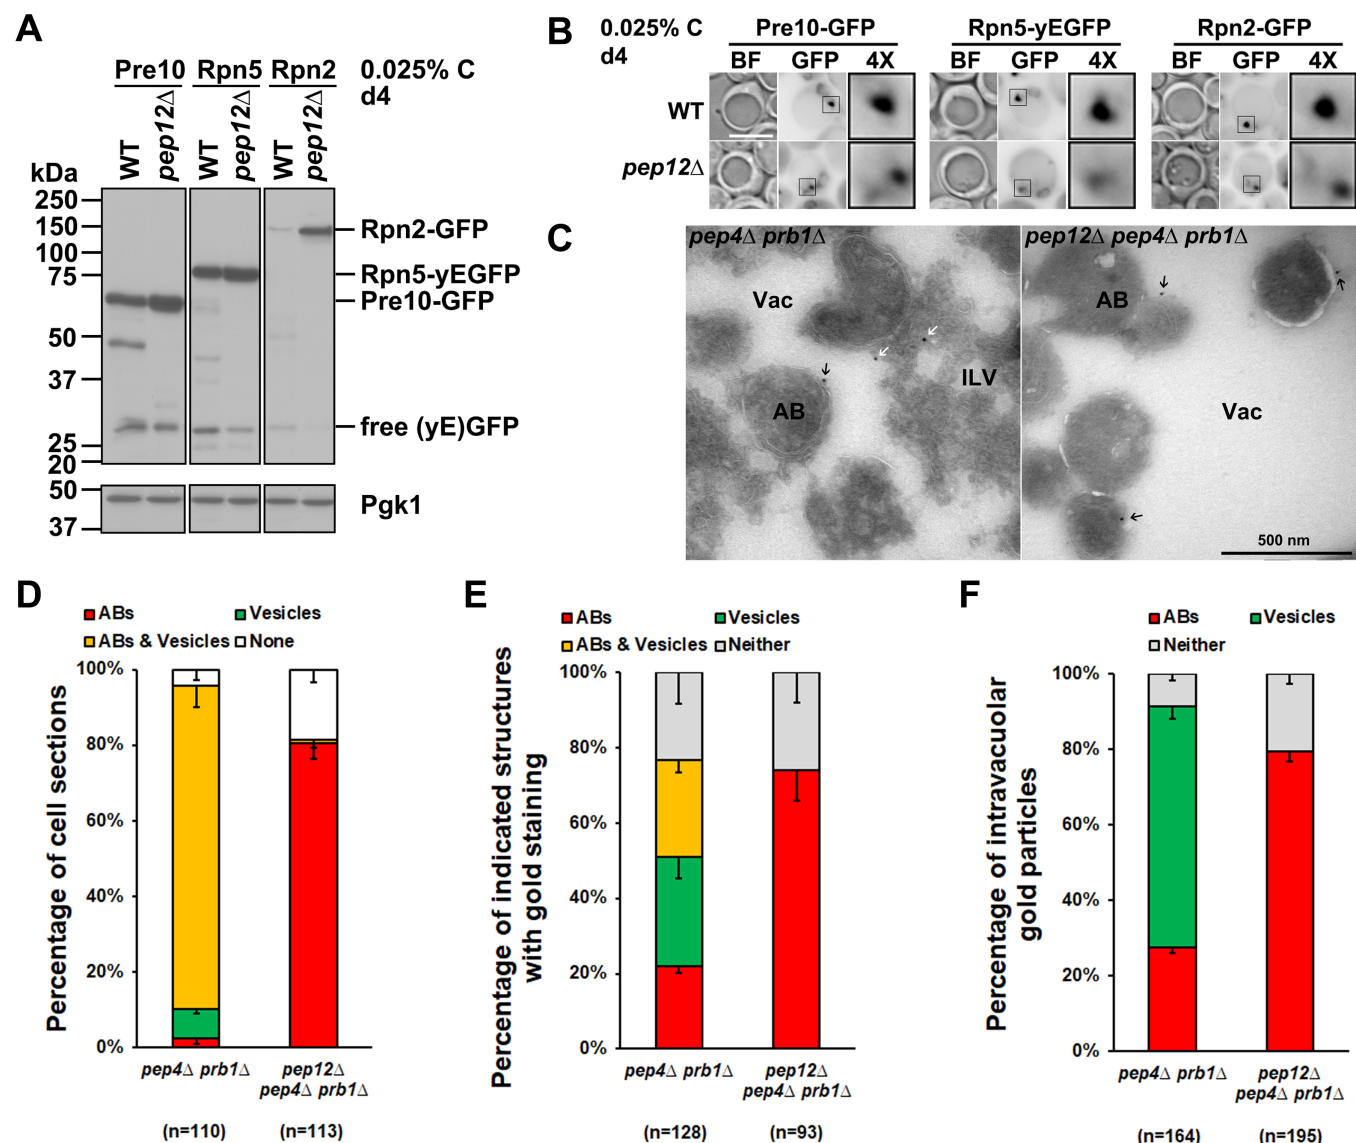 A
Pre10 Rpn5 Rpn2 0.025% C
d4
WT pep12Δ WT pep12Δ WT pep12Δ
kDa
250
150
100
75
50
37
25
20
50
37
Rpn2-GFP
Rpn5-yEGFP
Pre10-GFP
free (yE)GFP
Pgk1
B
0.025% C
d4
Pre10-GFP Rpn5-yEGFP Rpn2-GFP
BF GFP 4X BF GFP 4X BF GFP 4X
WT
pep12Δ
C
pep4Δ prb1Δ
Vac
AB
ILV
pep12Δ pep4Δ prb1Δ
AB
Vac
500 nm
D
ABs Vesicles
ABs & Vesicles None
Percentage of cell sections
100%
80%
60%
40%
20%
0%
pep4Δ prb1Δ
pep12Δ
pep4Δ prb1Δ
(n=110) (n=113)
E
ABs Vesicles
ABs & Vesicles Neither
Percentage of indicated structures
with gold staining
100%
80%
60%
40%
20%
0%
pep4Δ prb1Δ
pep12Δ
pep4Δ prb1Δ
(n=128) (n=93)
F
ABs Vesicles
Neither
Percentage of intravacuolar
gold particles
100%
80%
60%
40%
20%
0%
pep4Δ prb1Δ
pep12Δ
pep4Δ prb1Δ
(n=164) (n=195)